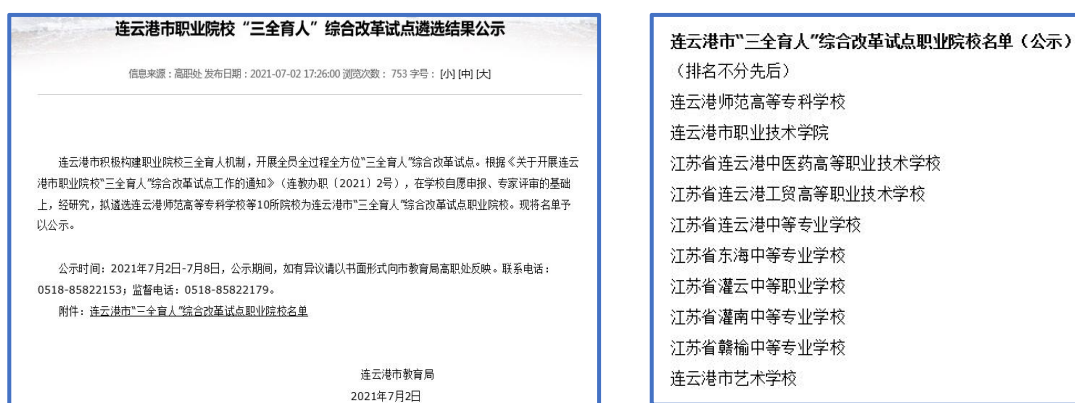 连云港市职业院校“三全育人”综合改革试点遴选结果公示
信息来源：高职处 发布日期：2021-07-02 17:26:00 浏览次数： 753 字号： [小] [中] [大]
连云港市积极构建职业院校三全育人机制，开展全员全过程全方位“三全育人”综合改革试点。根据《关于开展连云
港市职业院校“三全育人”综合改革试点工作的通知》（连教办职〔2021〕2号），在学校自愿申报、专家评审的基础
上，经研究，拟遴选连云港师范高等专科学校等10所院校为连云港市“三全育人”综合改革试点职业院校。现将名单予
以公示。
公示时间：2021年7月2日-7月8日，公示期间，如有异议请以书面形式向市教育局高职处反映。联系电话：
0518-85822153；监督电话：0518-85822179。
附件：连云港市“三全育人”综合改革试点职业院校名单
连云港市教育局
2021年7月2日
连云港市“三全育人”综合改革试点职业院校名单（公示）
（排名不分先后）
连云港师范高等专科学校
连云港市职业技术学院
江苏省连云港中医药高等职业技术学校
江苏省连云港工贸高等职业技术学校
江苏省连云港中等专业学校
江苏省东海中等专业学校
江苏省灌云中等职业学校
江苏省灌南中等专业学校
江苏省赣榆中等专业学校
连云港市艺术学校